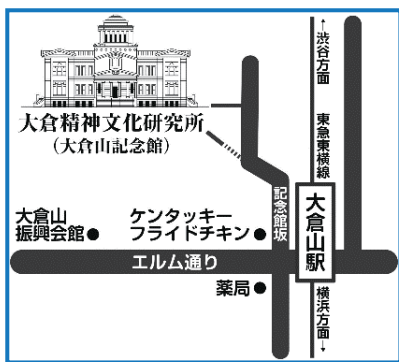 大倉精神文化研究所
（大倉山記念館）
←渋谷方面
東急東横線
大倉山駅
横浜方面→
記念館坂
大倉山
振興会館
ケンタッキー
フライドチキン
エルム通り
薬局